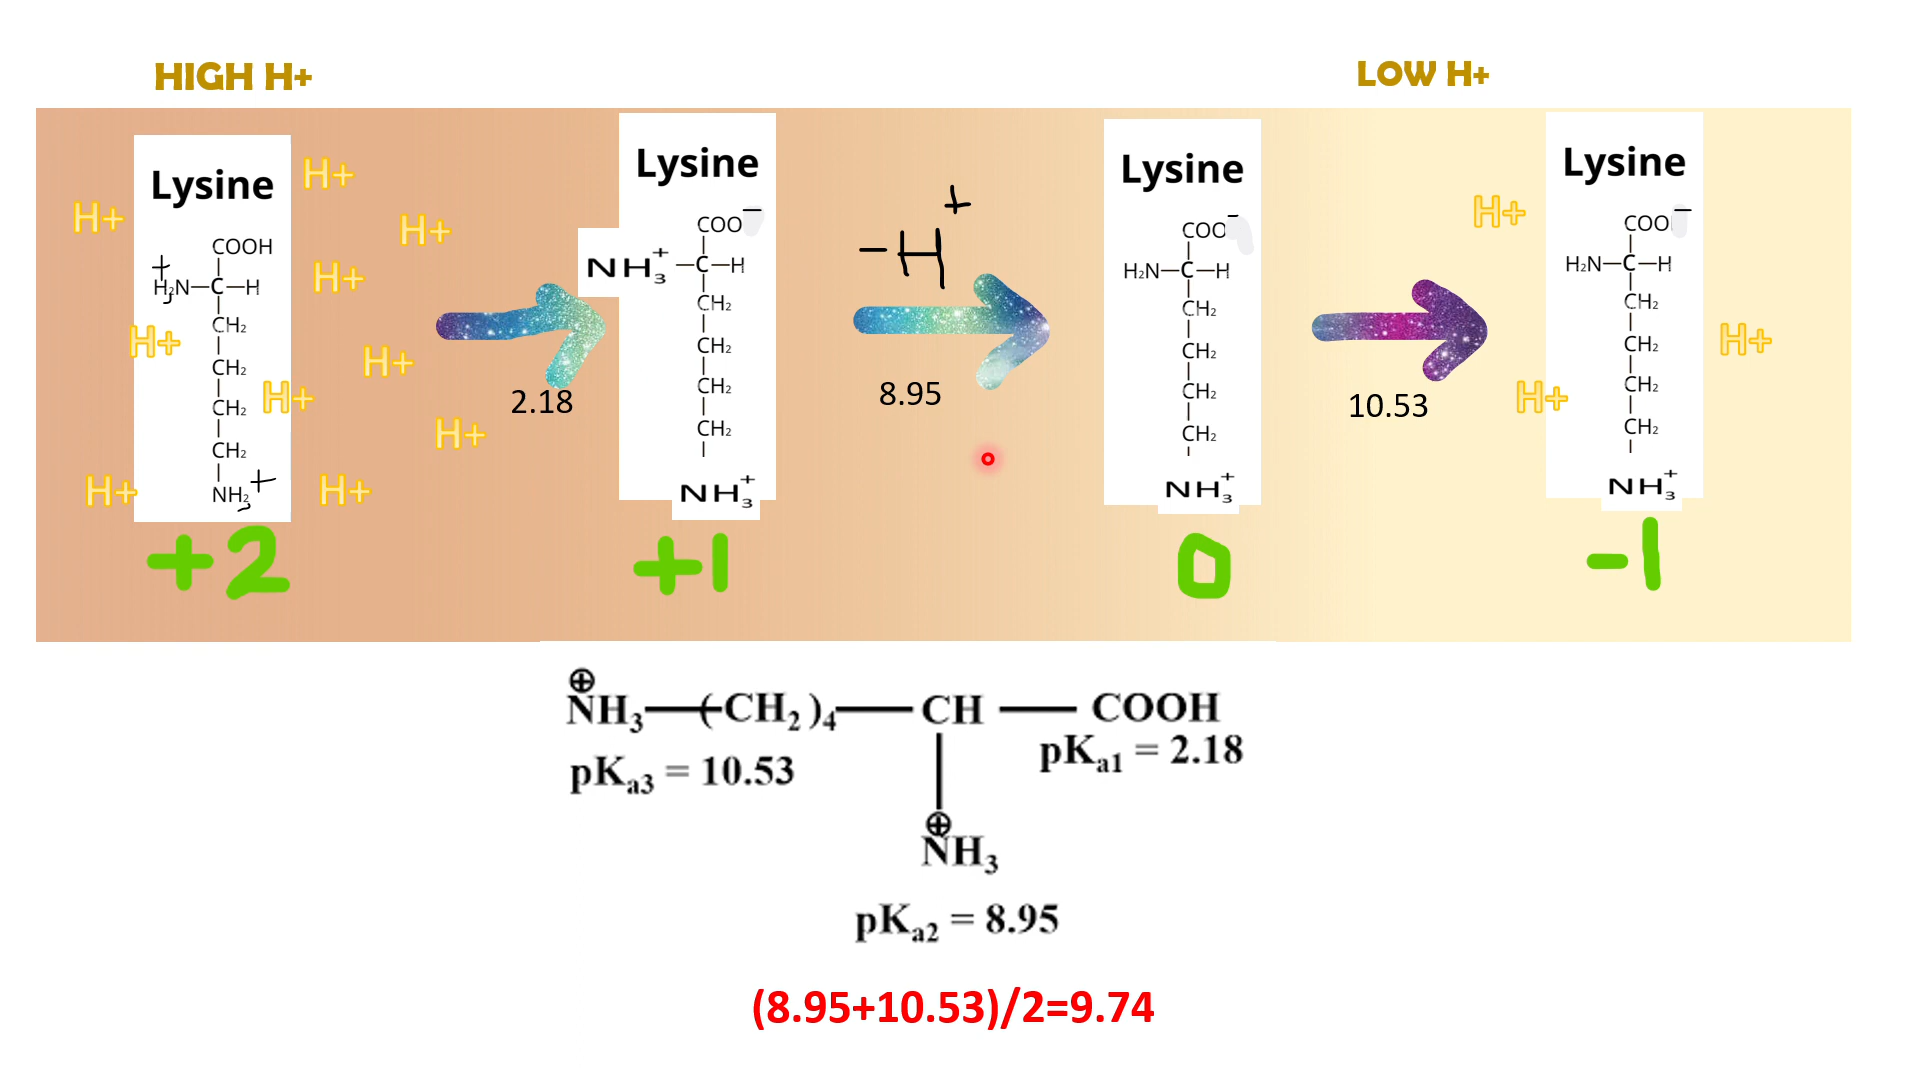 HIGH H+
LOW H+
Lysine
COOH
+
H₃N—C—H
CH₂
CH₂
CH₂
CH₂
NH₃+
+2
H+
H+
H+
H+
H+
H+
H+
H+
H+
H+
2.18
Lysine
COO⁻
NH₃⁺—C—H
CH₂
CH₂
CH₂
CH₂
NH₃⁺
+1
-H⁺
8.95
Lysine
COO⁻
H₂N—C—H
CH₂
CH₂
CH₂
CH₂
NH₃⁺
0
10.53
Lysine
COO⁻
H₂N—C—H
CH₂
CH₂
CH₂
CH₂
NH₃⁺
-1
H+
H+
H+
⊕
NH₃—(CH₂)₄—CH—COOH
pKₐ₁ = 2.18
pKₐ₃ = 10.53
⊕
NH₃
pKₐ₂ = 8.95
(8.95+10.53)/2=9.74